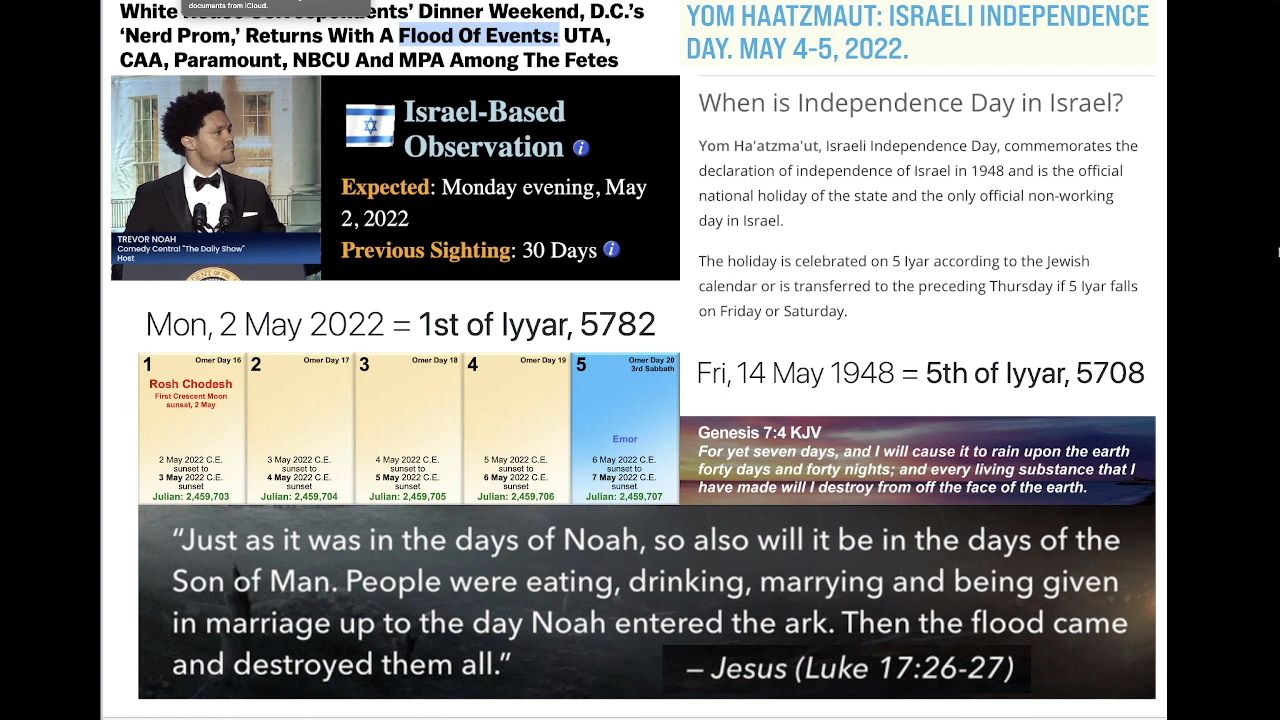 documents from iCloud.
White House Correspondents’ Dinner Weekend, D.C.’s
‘Nerd Prom,’ Returns With A Flood Of Events: UTA,
CAA, Paramount, NBCU And MPA Among The Fetes
TREVOR NOAH
Comedy Central "The Daily Show"
Host
Israel-Based
Observation
Expected: Monday evening, May
2, 2022
Previous Sighting: 30 Days
Mon, 2 May 2022 = 1st of Iyyar, 5782
1 Omer Day 16
Rosh Chodesh
First Crescent Moon
sunset, 2 May
2 May 2022 C.E.
sunset to
3 May 2022 C.E.
sunset
Julian: 2,459,703
2 Omer Day 17
3 May 2022 C.E.
sunset to
4 May 2022 C.E.
sunset
Julian: 2,459,704
3 Omer Day 18
4 May 2022 C.E.
sunset to
5 May 2022 C.E.
sunset
Julian: 2,459,705
4 Omer Day 19
5 May 2022 C.E.
sunset to
6 May 2022 C.E.
sunset
Julian: 2,459,706
5 Omer Day 20
3rd Sabbath
Emor
6 May 2022 C.E.
sunset to
7 May 2022 C.E.
sunset
Julian: 2,459,707
YOM HAATZMAUT: ISRAELI INDEPENDENCE
DAY. MAY 4-5, 2022.
When is Independence Day in Israel?
Yom Ha'atzma'ut, Israeli Independence Day, commemorates the
declaration of independence of Israel in 1948 and is the official
national holiday of the state and the only official non-working
day in Israel.
The holiday is celebrated on 5 Iyar according to the Jewish
calendar or is transferred to the preceding Thursday if 5 Iyar falls
on Friday or Saturday.
Fri, 14 May 1948 = 5th of Iyyar, 5708
Genesis 7:4 KJV
For yet seven days, and I will cause it to rain upon the earth
forty days and forty nights; and every living substance that I
have made will I destroy from off the face of the earth.
“Just as it was in the days of Noah, so also will it be in the days of the
Son of Man. People were eating, drinking, marrying and being given
in marriage up to the day Noah entered the ark. Then the flood came
and destroyed them all.”
– Jesus (Luke 17:26-27)